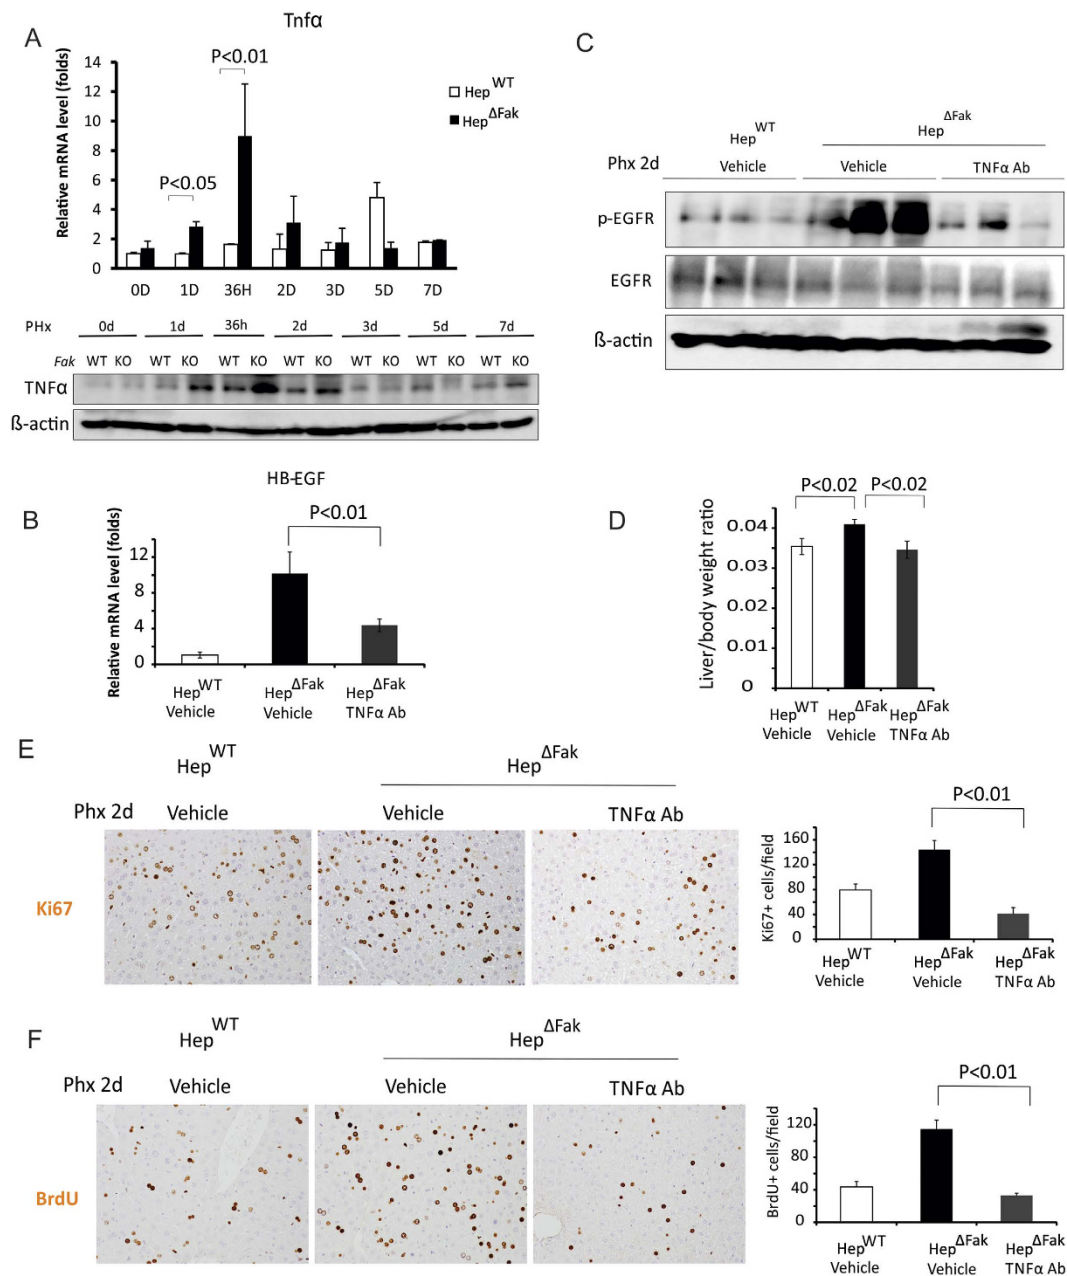 A
Tnfα
Relative mRNA level (folds)
14
12
10
8
6
4
2
0
P<0.05
P<0.01
Hep WT
Hep ΔFak
0D 1D 36H 2D 3D 5D 7D
PHx 0d 1d 36h 2d 3d 5d 7d
Fak WT KO WT KO WT KO WT KO WT KO WT KO WT KO
TNFα
ß-actin
B
HB-EGF
Relative mRNA level (folds)
12
8
4
0
P<0.01
Hep WT Vehicle
Hep ΔFak Vehicle
Hep ΔFak TNFα Ab
C
Hep WT
Hep ΔFak
Phx 2d Vehicle Vehicle TNFα Ab
p-EGFR
EGFR
ß-actin
D
P<0.02 P<0.02
Liver/body weight ratio
0.04
0.03
0.02
0.01
0
Hep WT Vehicle
Hep ΔFak Vehicle
Hep ΔFak TNFα Ab
E
Hep WT
Hep ΔFak
Phx 2d Vehicle Vehicle TNFα Ab
Ki67
P<0.01
Ki67+ cells/field
160
120
80
40
0
Hep WT Vehicle
Hep ΔFak Vehicle
Hep ΔFak TNFα Ab
F
Hep WT
Hep ΔFak
Phx 2d Vehicle Vehicle TNFα Ab
BrdU
P<0.01
BrdU+ cells/field
120
80
40
0
Hep WT Vehicle
Hep ΔFak Vehicle
Hep ΔFak TNFα Ab